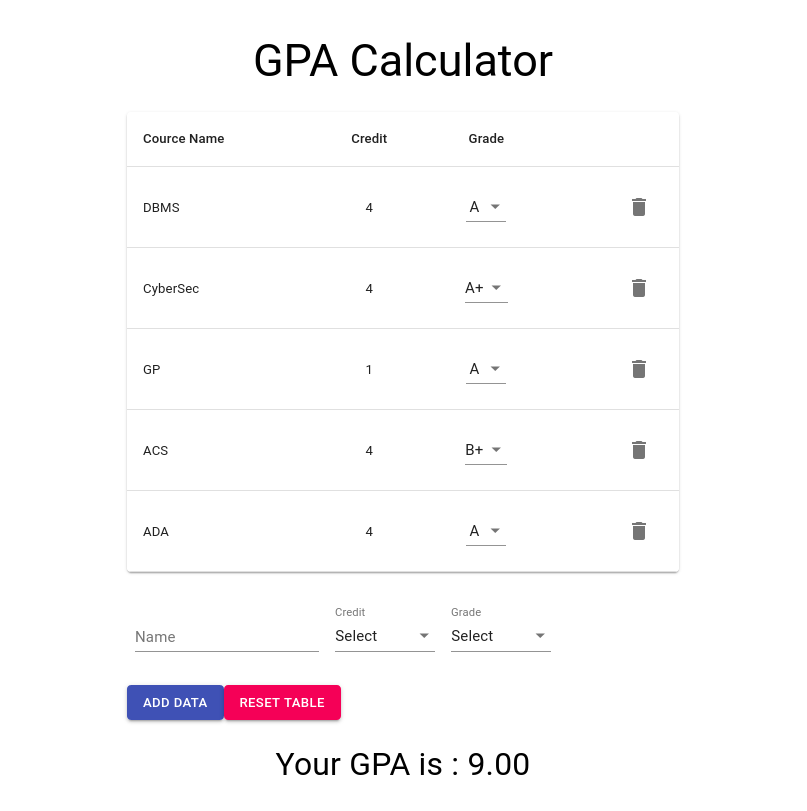 GPA Calculator
Cource Name Credit Grade
DBMS 4 A
CyberSec 4 A+
GP 1 A
ACS 4 B+
ADA 4 A
Credit Grade
Name Select Select
ADD DATA RESET TABLE
Your GPA is : 9.00